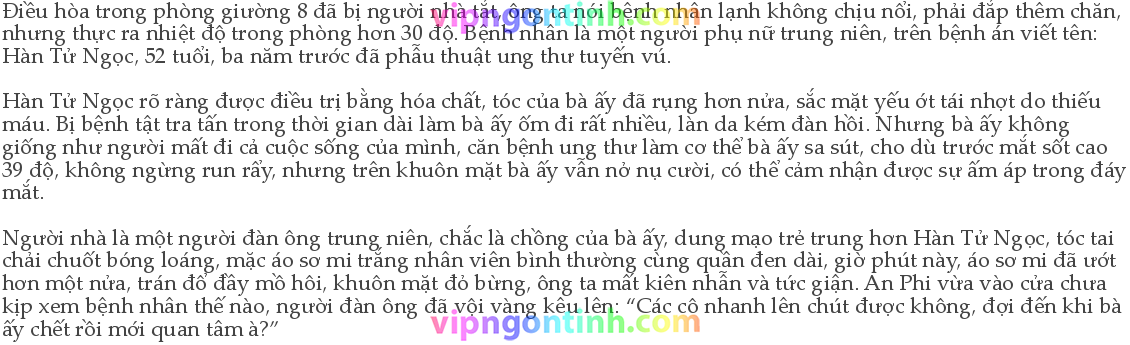 Điều hòa trong phòng giường 8 đã bị người nhà tắt, ông ta nói bệnh nhân lạnh không chịu nổi, phải đắp thêm chăn,
vipngontinh.com
nhưng thực ra nhiệt độ trong phòng hơn 30 độ. Bệnh nhân là một người phụ nữ trung niên, trên bệnh án viết tên:
Hàn Tử Ngọc, 52 tuổi, ba năm trước đã phẫu thuật ung thư tuyến vú.
Hàn Tử Ngọc rõ ràng được điều trị bằng hóa chất, tóc của bà ấy đã rụng hơn nửa, sắc mặt yếu ớt tái nhợt do thiếu
máu. Bị bệnh tật tra tấn trong thời gian dài làm bà ấy ốm đi rất nhiều, làn da kém đàn hồi. Nhưng bà ấy không
giống như người mất đi cả cuộc sống của mình, căn bệnh ung thư làm cơ thể bà ấy sa sút, cho dù trước mắt sốt cao
39 độ, không ngừng run rẩy, nhưng trên khuôn mặt bà ấy vẫn nở nụ cười, có thể cảm nhận được sự ấm áp trong đáy
mắt.
Người nhà là một người đàn ông trung niên, chắc là chồng của bà ấy, dung mạo trẻ trung hơn Hàn Tử Ngọc, tóc tai
chải chuốt bóng loáng, mặc áo sơ mi trắng nhân viên bình thường cùng quần đen dài, giờ phút này, áo sơ mi đã ướt
hơn một nửa, trán đổ đầy mồ hôi, khuôn mặt đỏ bừng, ông ta mất kiên nhẫn và tức giận. An Phi vừa vào cửa chưa
kịp xem bệnh nhân thế nào, người đàn ông đã vội vàng kêu lên: “Các cô nhanh lên chút được không, đợi đến khi bà
vipngontinh.com
ấy chết rồi mới quan tâm à?”